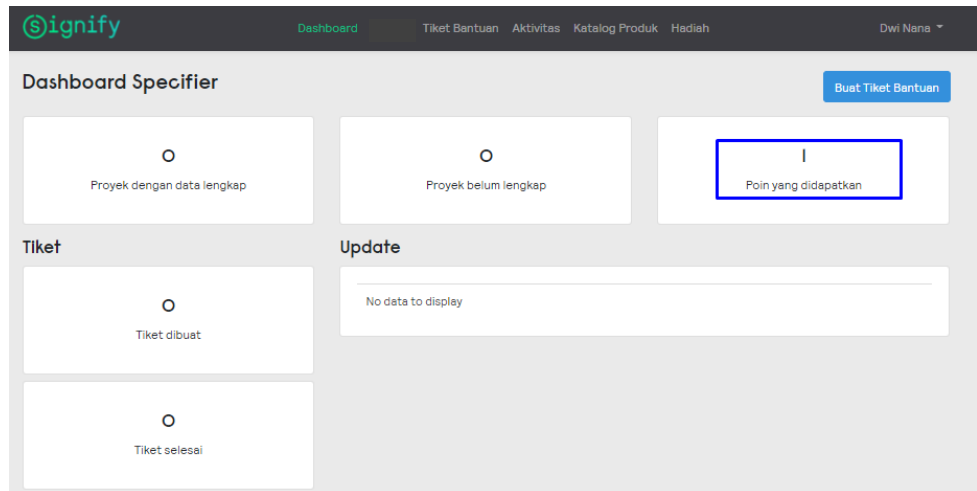 Signify Dashboard Tiket Bantuan Aktivitas Katalog Produk Hadiah Dwi Nana
Dashboard Specifier
Buat Tiket Bantuan
0
Proyek dengan data lengkap
0
Proyek belum lengkap
1
Poin yang didapatkan
Tiket
0
Tiket dibuat
0
Tiket selesai
Update
No data to display